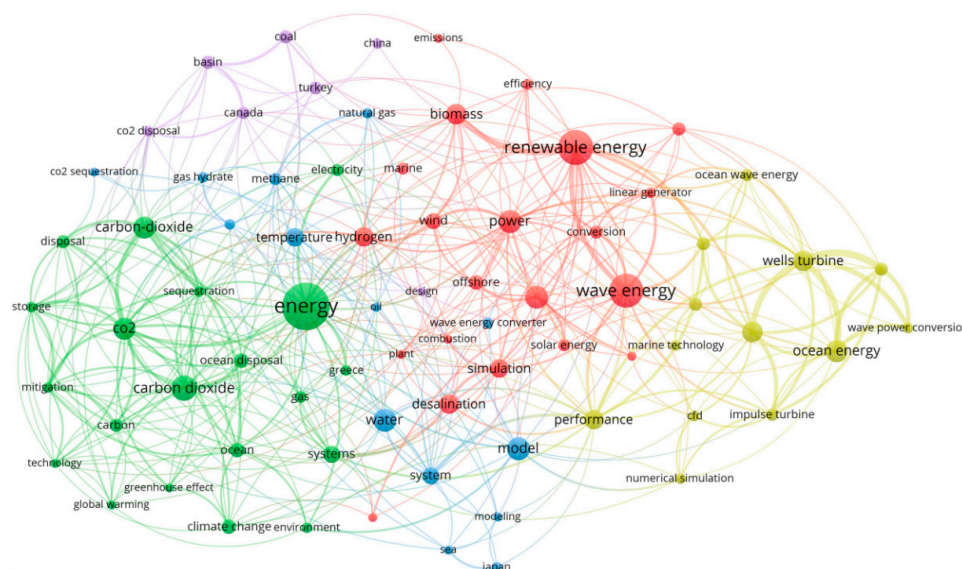 coal
china
emissions
basin
efficiency
turkey
canada
natural gas
biomass
co2 disposal
renewable energy
co2 sequestration
gas hydrate
methane
electricity
marine
ocean wave energy
linear generator
carbon-dioxide
wind
power
disposal
temperature
hydrogen
conversion
wells turbine
sequestration
design
offshore
wave energy
storage
energy
oil
co2
wave energy converter
wave power conversio
combustion
ocean disposal
plant
solar energy
marine technology
ocean energy
greece
simulation
mitigation
carbon dioxide
gas
desalination
carbon
water
performance
cfd
impulse turbine
ocean
systems
model
technology
system
numerical simulation
greenhouse effect
global warming
climate change
environment
modeling
sea
japan